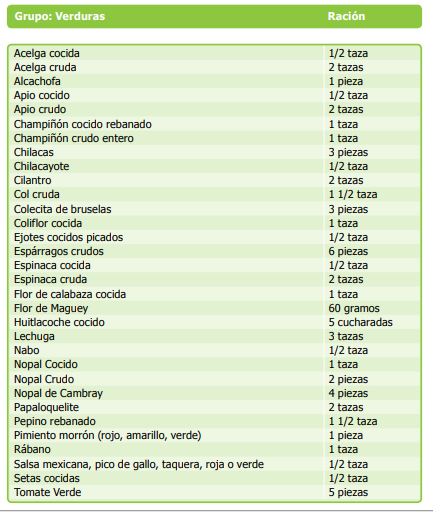 Grupo: Verduras Ración
Acelga cocida 1/2 taza
Acelga cruda 2 tazas
Alcachofa 1 pieza
Apio cocido 1/2 taza
Apio crudo 2 tazas
Champiñón cocido rebanado 1 taza
Champiñón crudo entero 1 taza
Chilacas 3 piezas
Chilacayote 1/2 taza
Cilantro 2 tazas
Col cruda 1 1/2 taza
Colecita de bruselas 3 piezas
Coliflor cocida 1 taza
Ejotes cocidos picados 1/2 taza
Espárragos crudos 6 piezas
Espinaca cocida 1/2 taza
Espinaca cruda 2 tazas
Flor de calabaza cocida 1 taza
Flor de Maguey 60 gramos
Huitlacoche cocido 5 cucharadas
Lechuga 3 tazas
Nabo 1/2 taza
Nopal Cocido 1 taza
Nopal Crudo 2 piezas
Nopal de Cambray 4 piezas
Papaloquelite 2 tazas
Pepino rebanado 1 1/2 taza
Pimiento morrón (rojo, amarillo, verde) 1 pieza
Rábano 1 taza
Salsa mexicana, pico de gallo, taquera, roja o verde 1/2 taza
Setas cocidas 1/2 taza
Tomate Verde 5 piezas